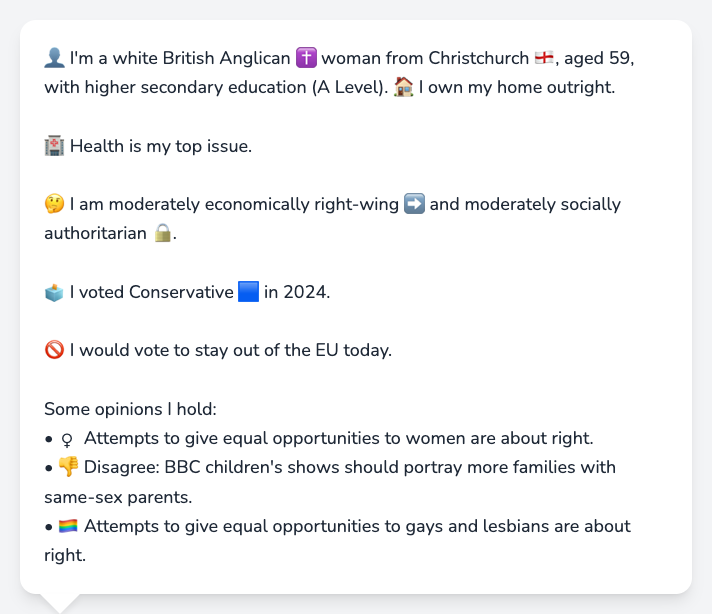 👤 I'm a white British Anglican ✝️ woman from Christchurch 🏴󠁧󠁢󠁥󠁮󠁧󠁿, aged 59,
with higher secondary education (A Level). 🏠 I own my home outright.
🏥 Health is my top issue.
🤔 I am moderately economically right-wing ➡️ and moderately socially
authoritarian 🔒.
🗳️ I voted Conservative 🟦 in 2024.
🚫 I would vote to stay out of the EU today.
Some opinions I hold:
• ♀ Attempts to give equal opportunities to women are about right.
• 👎 Disagree: BBC children's shows should portray more families with
same-sex parents.
• 🏳️‍🌈 Attempts to give equal opportunities to gays and lesbians are about
right.